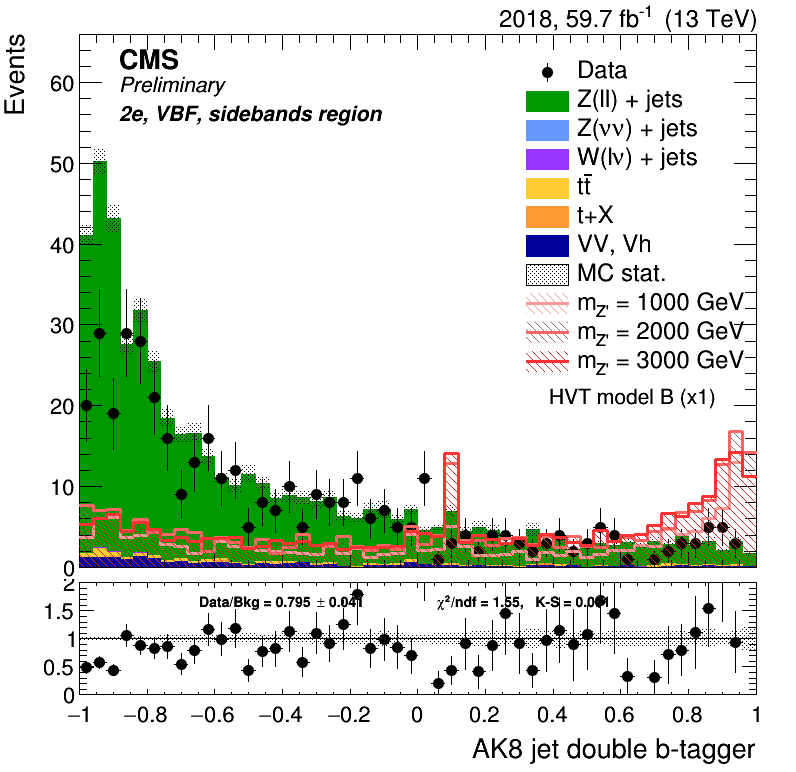 2018, 59.7 fb⁻¹ (13 TeV)
Events
CMS
Preliminary
2e, VBF, sidebands region
Data
Z(ll) + jets
Z(νν) + jets
W(lν) + jets
tt̄
t+X
VV, Vh
MC stat.
m_Z' = 1000 GeV
m_Z' = 2000 GeV
m_Z' = 3000 GeV
HVT model B (x1)
60
50
40
30
20
10
0
Data/Bkg = 0.795 ± 0.041
χ²/ndf = 1.55, K-S =
2
1.5
1
0.5
0
−1 −0.8 −0.6 −0.4 −0.2 0 0.2 0.4 0.6 0.8 1
AK8 jet double b-tagger